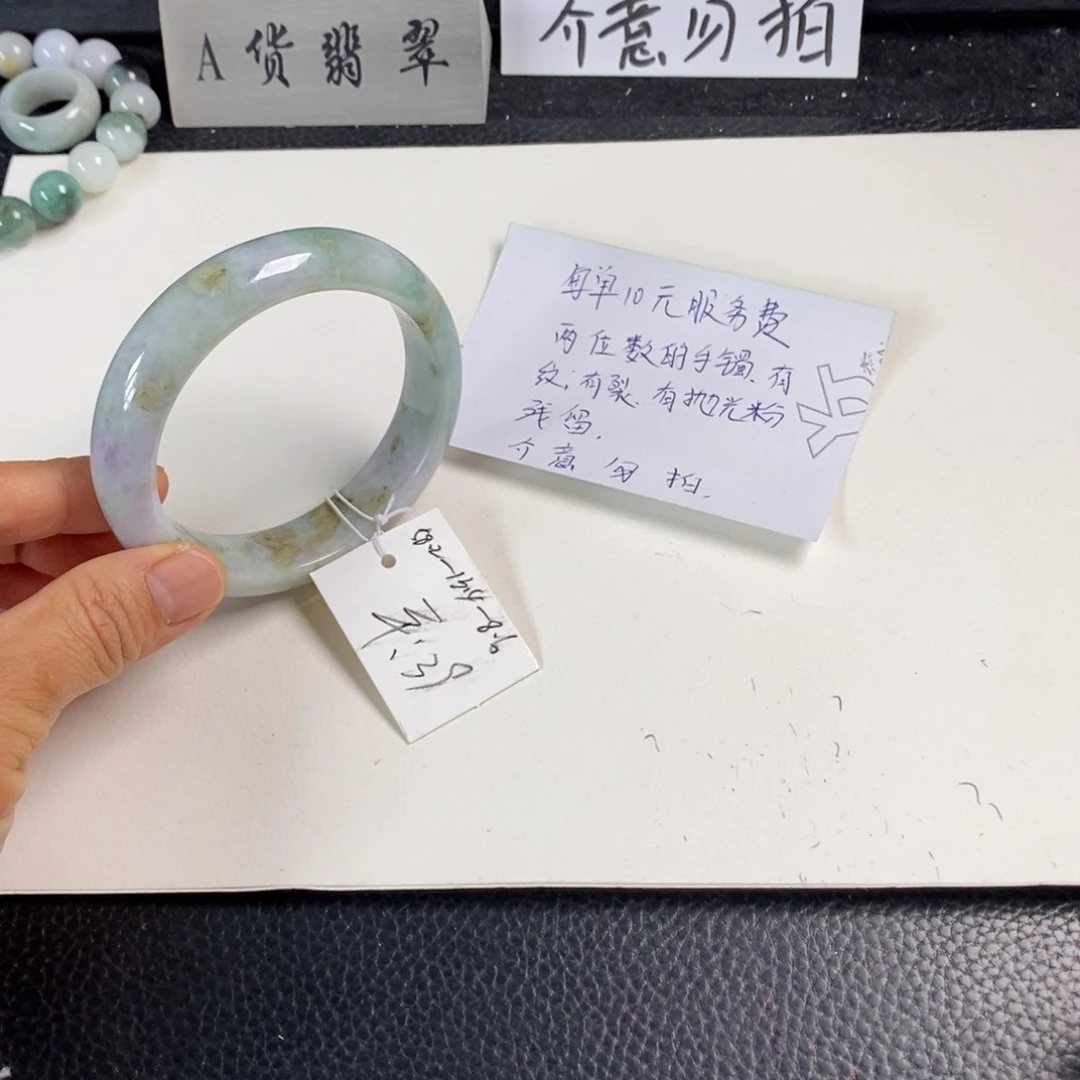 A货翡翠
介意勿拍
每单10元服务费
两位数的手镯.有
纹;有裂.有抛光粉
残留,
介意勿拍.